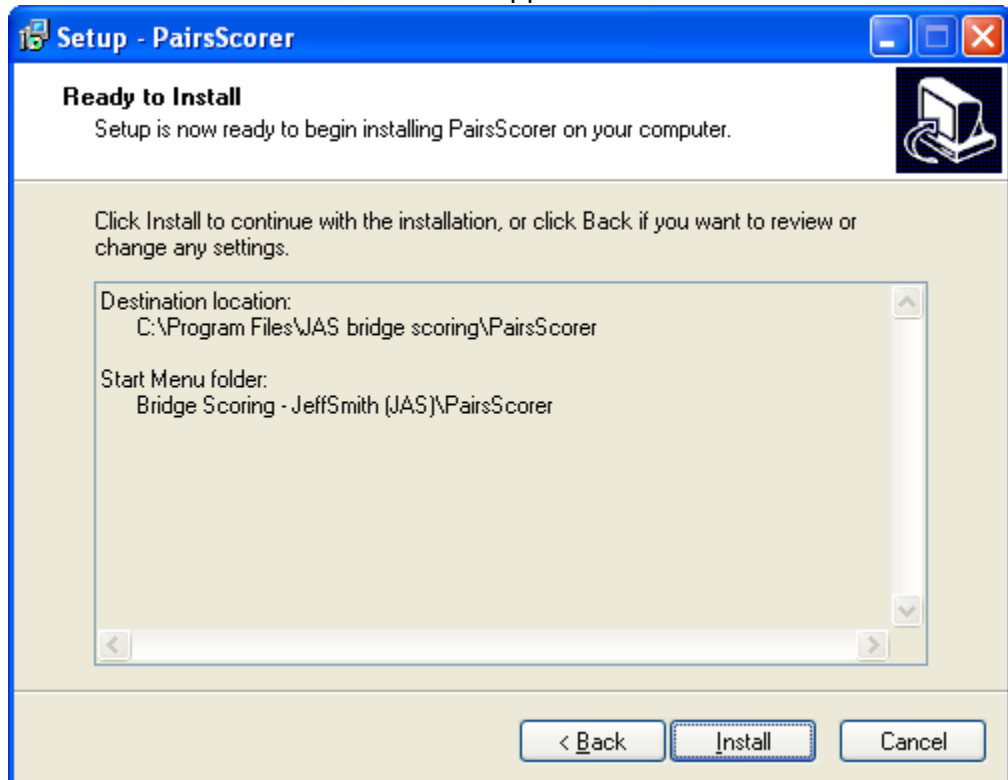 Setup - PairsScorer
Ready to Install
Setup is now ready to begin installing PairsScorer on your computer.
Click Install to continue with the installation, or click Back if you want to review or
change any settings.
Destination location:
C:\Program Files\JAS bridge scoring\PairsScorer
Start Menu folder:
Bridge Scoring - JeffSmith (JAS)\PairsScorer
< Back
Install
Cancel